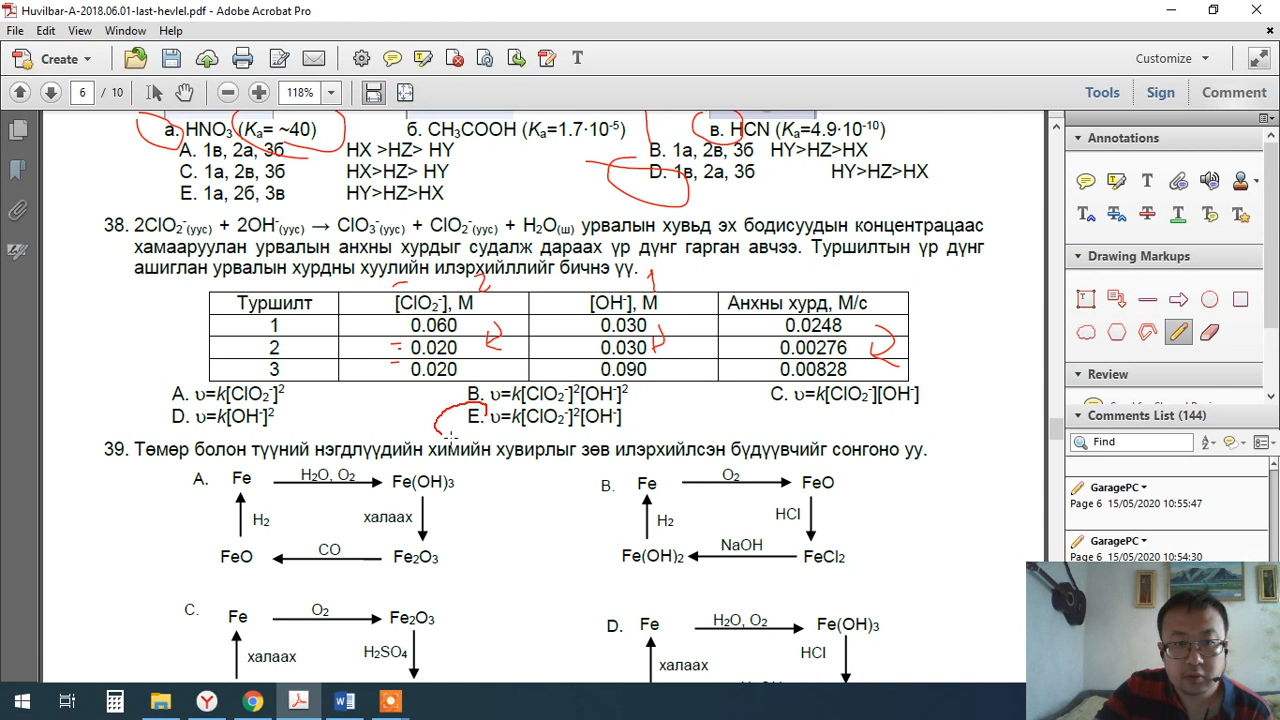 Huvilbar-A-2018.06.01-last-hevlel.pdf - Adobe Acrobat Pro
File Edit View Window Help
Create Customize
6 / 10 118% Tools Sign Comment
а. HNO3 (Ka= ~40) б. CH3COOH (Ka=1.7·10-5) в. HCN (Ka=4.9·10-10)
A. 1в, 2а, 3б HX >HZ> HY B. 1а, 2в, 3б HY>HZ>HX
C. 1а, 2в, 3б HX>HZ> HY D. 1в, 2а, 3б HY>HZ>HX
E. 1а, 2б, 3в HY>HZ>HX
38. 2ClO2-(уус) + 2OH-(уус) → ClO3-(уус) + ClO2-(уус) + H2O(ш) урвалын хувьд эх бодисуудын концентрацаас
хамааруулан урвалын анхны хурдыг судалж дараах үр дүнг гарган авчээ. Туршилтын үр дүнг
ашиглан урвалын хурдны хуулийн илэрхийллийг бичнэ үү.
2 1
Туршилт [ClO2-], M [OH-], M Анхны хурд, М/с
1 0.060 0.030 0.0248
2 0.020 0.030 0.00276
3 0.020 0.090 0.00828
A. υ=k[ClO2-]2 B. υ=k[ClO2-]2[OH-]2 C. υ=k[ClO2-][OH-]
D. υ=k[OH-]2 E. υ=k[ClO2-]2[OH-]
39. Төмөр болон түүний нэгдлүүдийн химийн хувирлыг зөв илэрхийлсэн бүдүүвчийг сонгоно уу.
A. Fe H2O, O2 Fe(OH)3 B. Fe O2 FeO
H2 халаах H2 HCl
FeO CO Fe2O3 Fe(OH)2 NaOH FeCl2
C. Fe O2 Fe2O3 D. Fe H2O, O2 Fe(OH)3
халаах H2SO4 халаах HCl
Annotations
Drawing Markups
Review
Comments List (144)
Find
GaragePC
Page 6 15/05/2020 10:55:47
GaragePC
Page 6 15/05/2020 10:54:30